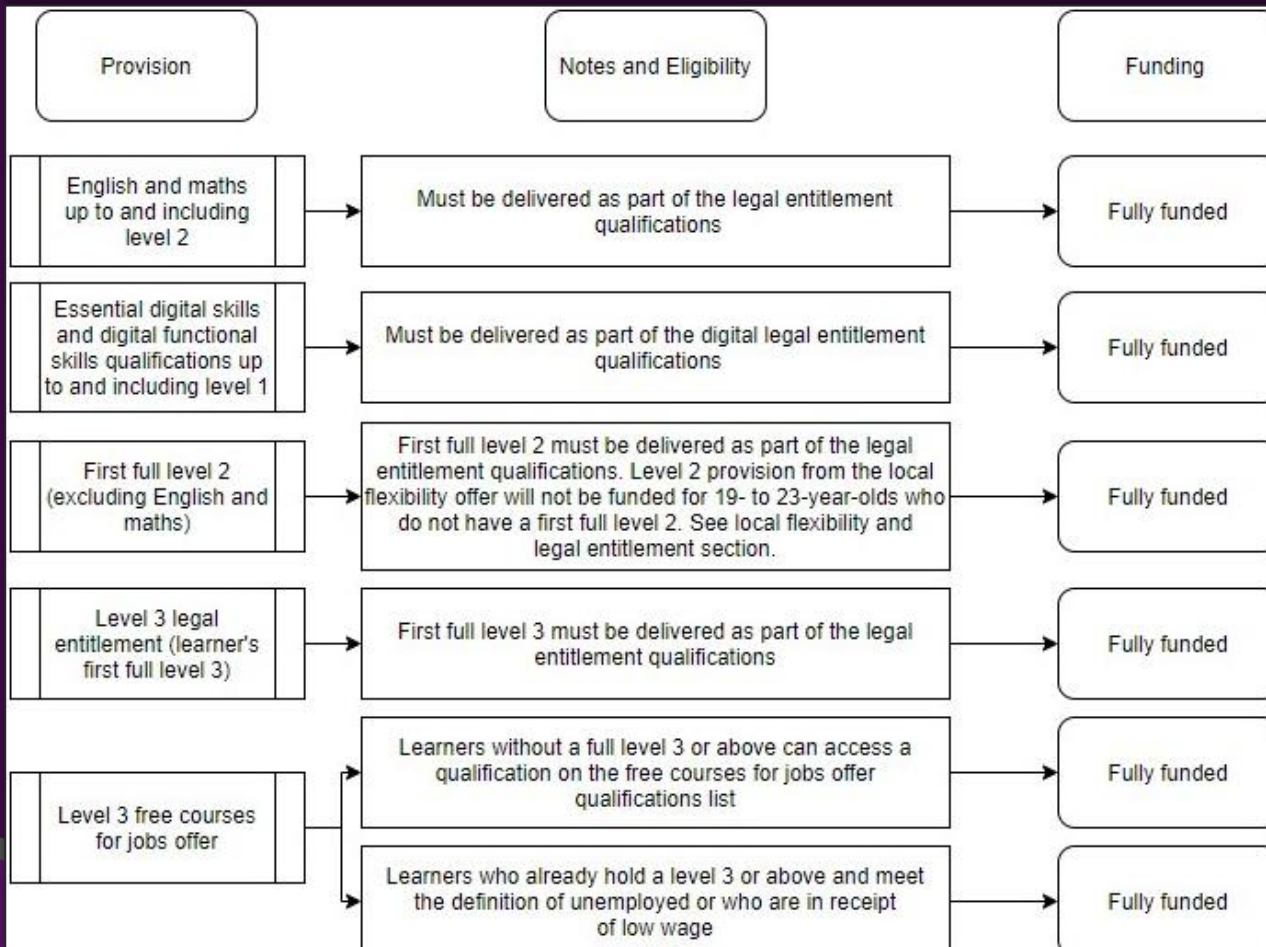 Provision
Notes and Eligibility
Funding
English and maths
up to and including
level 2
Must be delivered as part of the legal entitlement
qualifications
Fully funded
Essential digital skills
and digital functional
skills qualifications up
to and including level 1
Must be delivered as part of the digital legal entitlement
qualifications
Fully funded
First full level 2
(excluding English and
maths)
First full level 2 must be delivered as part of the legal
entitlement qualifications. Level 2 provision from the local
flexibility offer will not be funded for 19- to 23-year-olds who
do not have a first full level 2. See local flexibility and
legal entitlement section.
Fully funded
Level 3 legal
entitlement (learner's
first full level 3)
First full level 3 must be delivered as part of the legal
entitlement qualifications
Fully funded
Level 3 free courses
for jobs offer
Learners without a full level 3 or above can access a
qualification on the free courses for jobs offer
qualifications list
Fully funded
Learners who already hold a level 3 or above and meet
the definition of unemployed or who are in receipt
of low wage
Fully funded